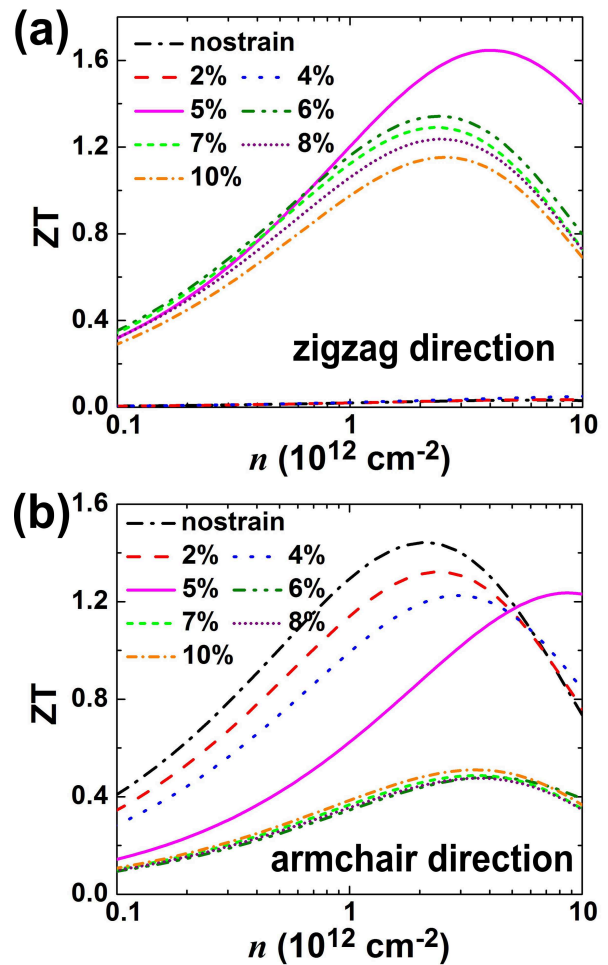 (a)
nostrain
2% 4%
5% 6%
7% 8%
10%
1.6
1.2
0.8
0.4
0.0
ZT
zigzag direction
0.1 1 10
n (10¹² cm⁻²)
(b)
nostrain
2% 4%
5% 6%
7% 8%
10%
1.6
1.2
0.8
0.4
0.0
ZT
armchair direction
0.1 1 10
n (10¹² cm⁻²)